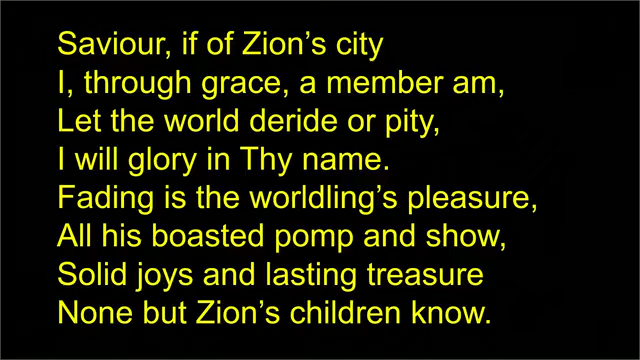 Saviour, if of Zion’s city
I, through grace, a member am,
Let the world deride or pity,
I will glory in Thy name.
Fading is the worldling’s pleasure,
All his boasted pomp and show,
Solid joys and lasting treasure
None but Zion’s children know.